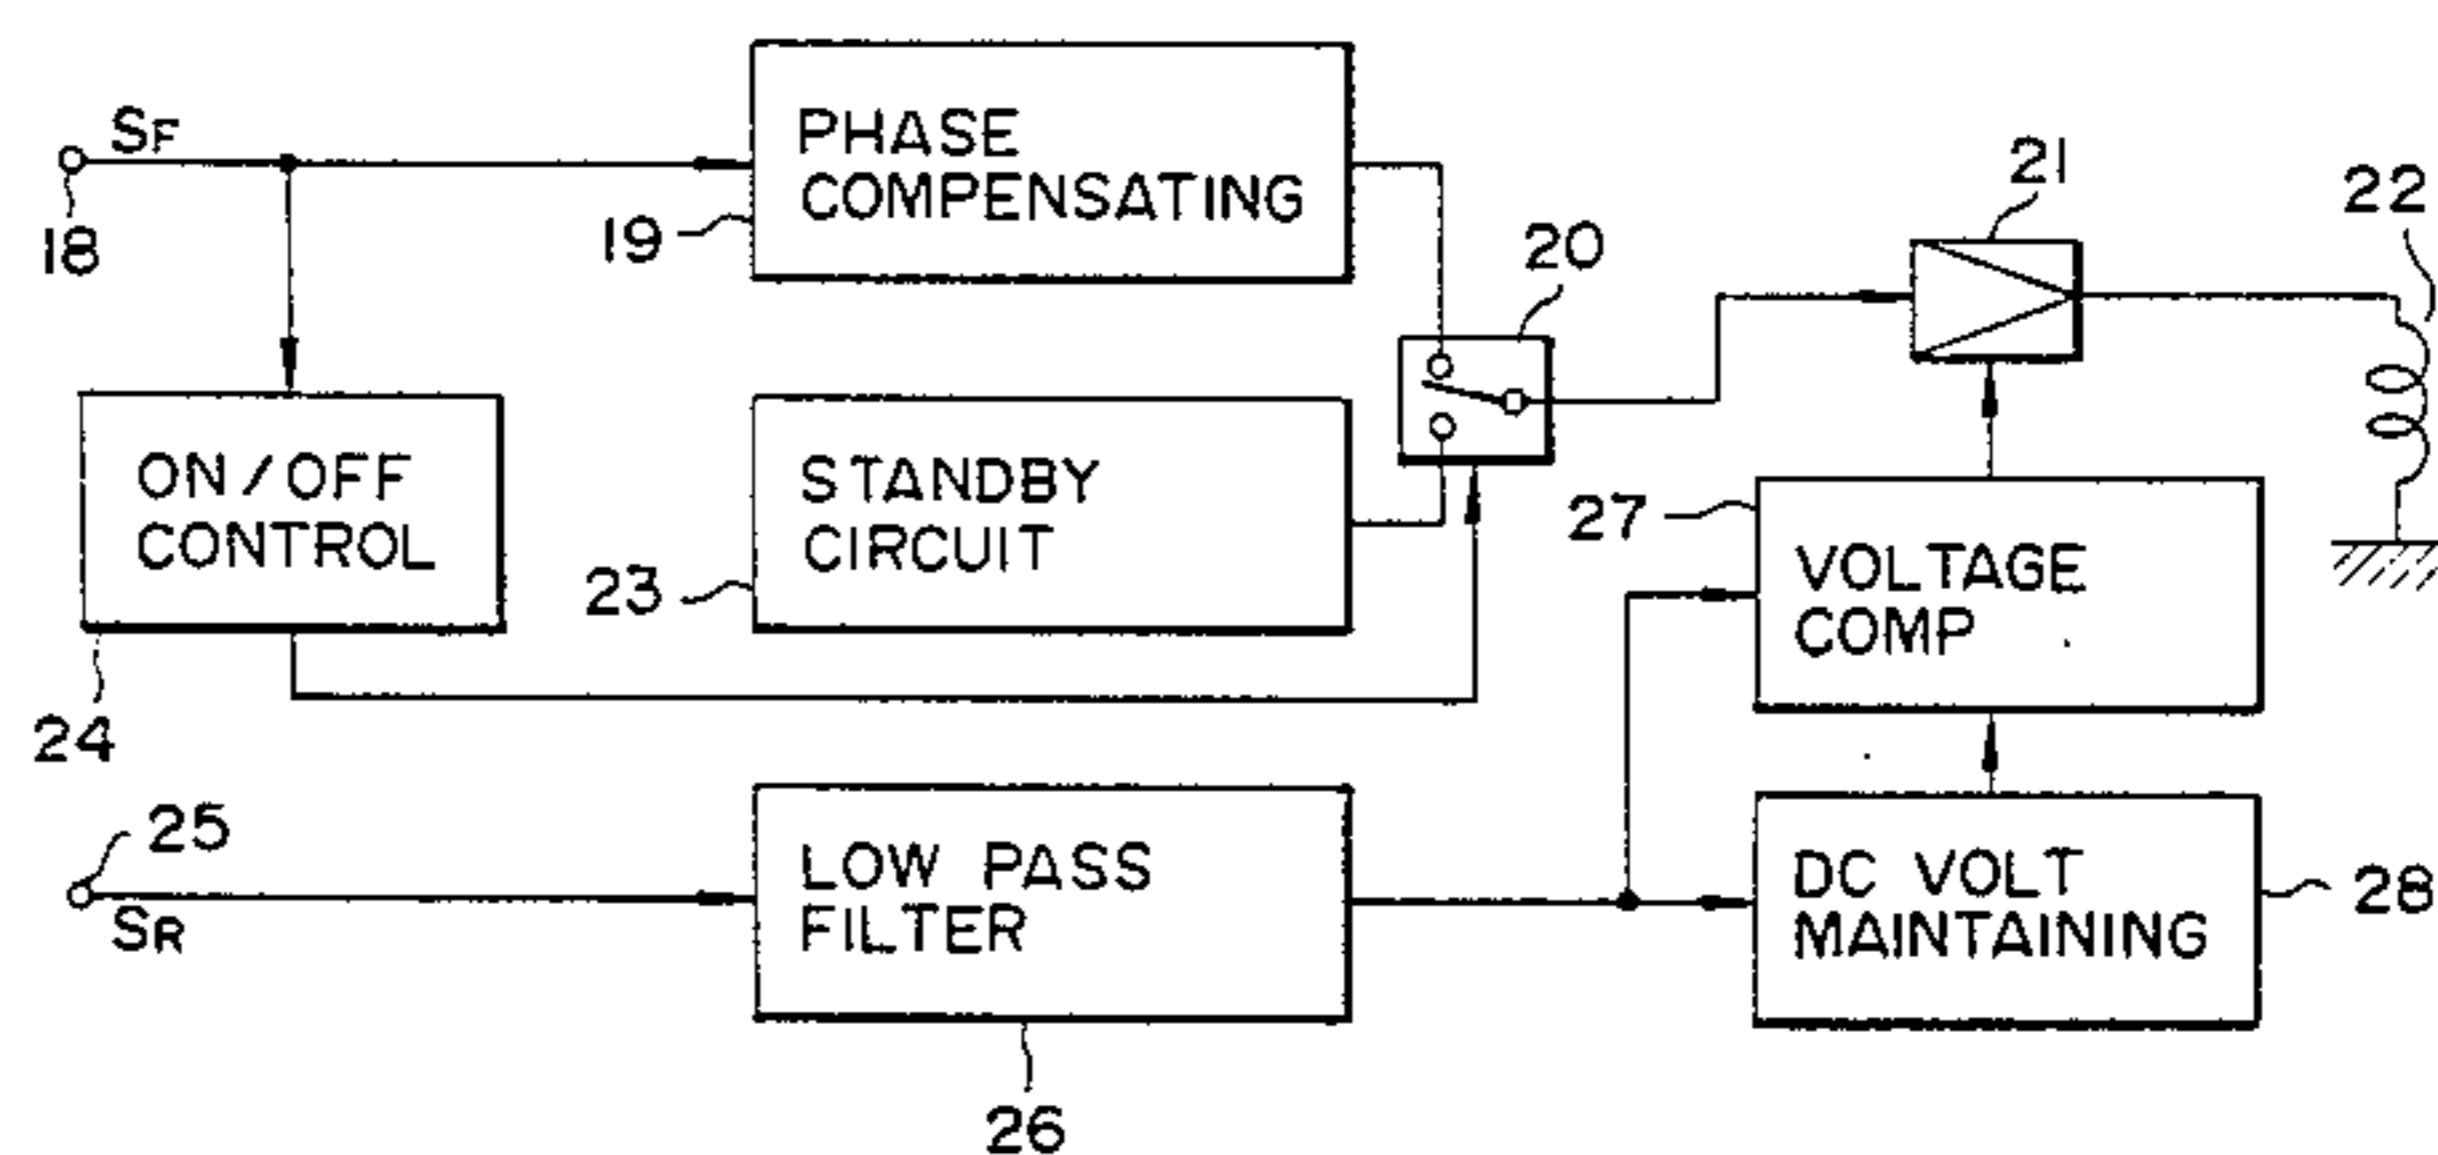 SF
18
PHASE
COMPENSATING
19
20
21
22
ON/OFF
CONTROL
24
STANDBY
CIRCUIT
23
27
VOLTAGE
COMP
25
SR
LOW PASS
FILTER
26
DC VOLT
MAINTAINING
28